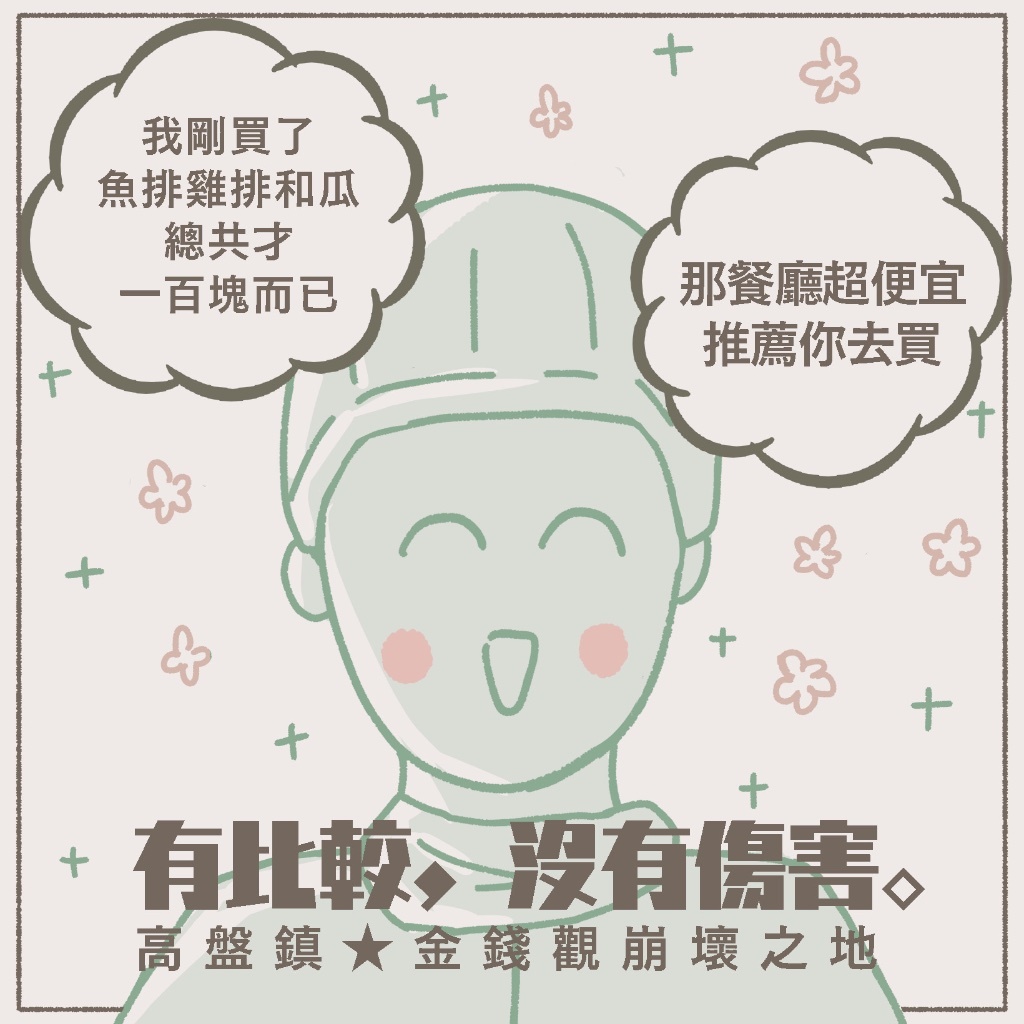 我剛買了
魚排雞排和瓜
總共才
一百塊而已
那餐廳超便宜
推薦你去買
有比較◆沒有傷害。
高盤鎮★金錢觀崩壞之地